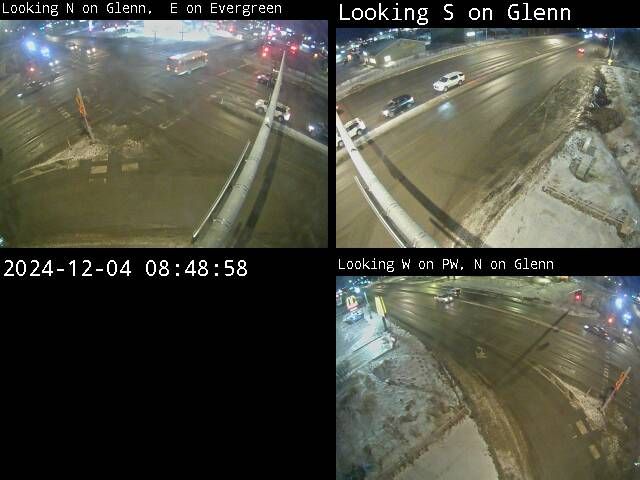 Looking N on Glenn,  E on Evergreen
Looking S on Glenn
2024-12-04 08:48:58
Looking W on PW, N on Glenn